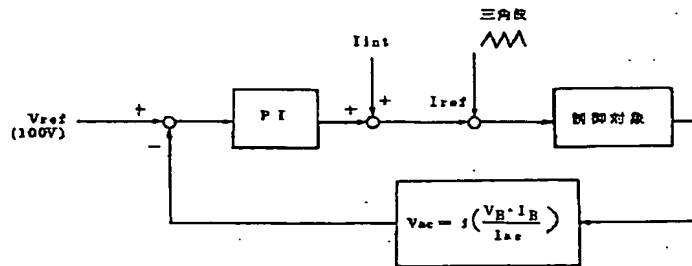 三角波
Iint
Vref
(100V)
+
−
P I
+
+
Iref
制御対象
Vac = f(VB·IB/Iac)